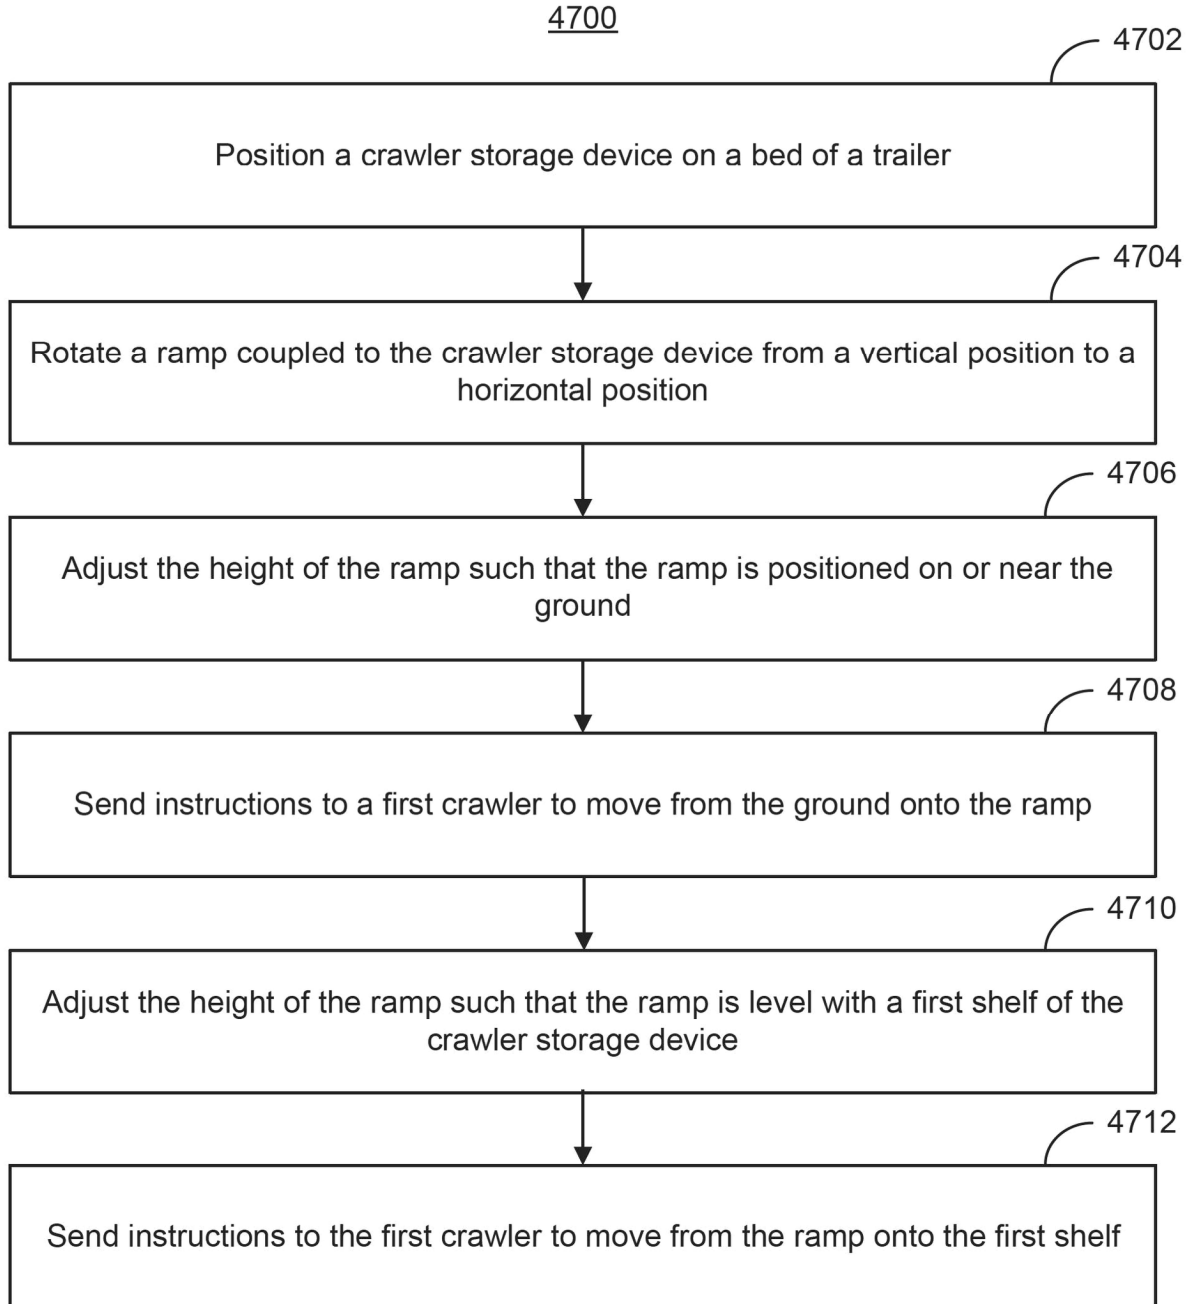 4700
4702
Position a crawler storage device on a bed of a trailer
4704
Rotate a ramp coupled to the crawler storage device from a vertical position to a
horizontal position
4706
Adjust the height of the ramp such that the ramp is positioned on or near the
ground
4708
Send instructions to a first crawler to move from the ground onto the ramp
4710
Adjust the height of the ramp such that the ramp is level with a first shelf of the
crawler storage device
4712
Send instructions to the first crawler to move from the ramp onto the first shelf